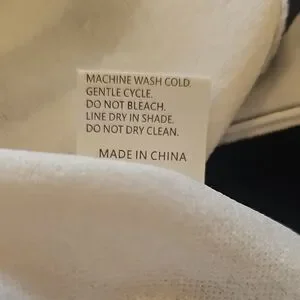 MACHINE WASH COLD.
GENTLE CYCLE.
DO NOT BLEACH.
LINE DRY IN SHADE.
DO NOT DRY CLEAN.
MADE IN CHINA